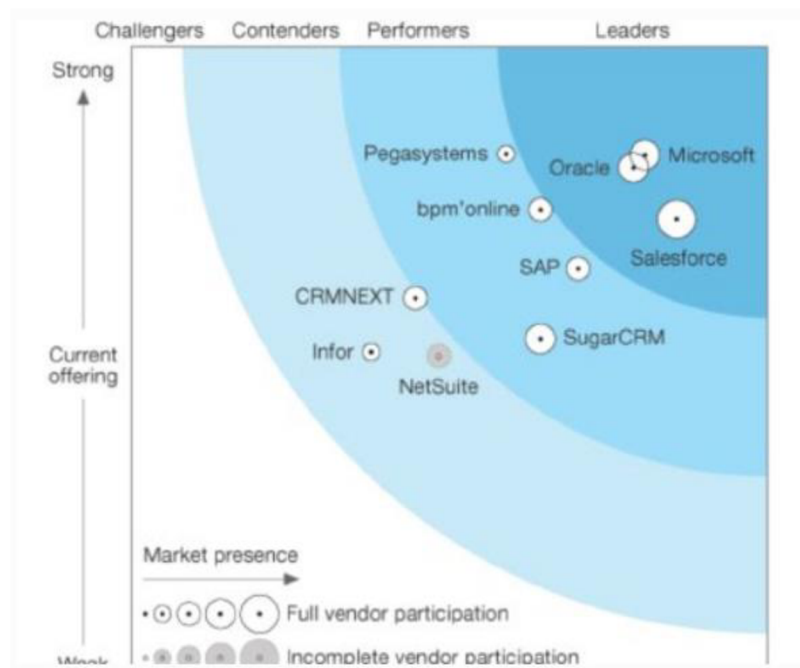 Challengers Contenders Performers Leaders
Strong
Pegasystems
Microsoft
Oracle
bpm'online
Salesforce
SAP
CRMNEXT
SugarCRM
Infor
Current
offering
NetSuite
Market presence
Full vendor participation
Weak
Incomplete vendor participation